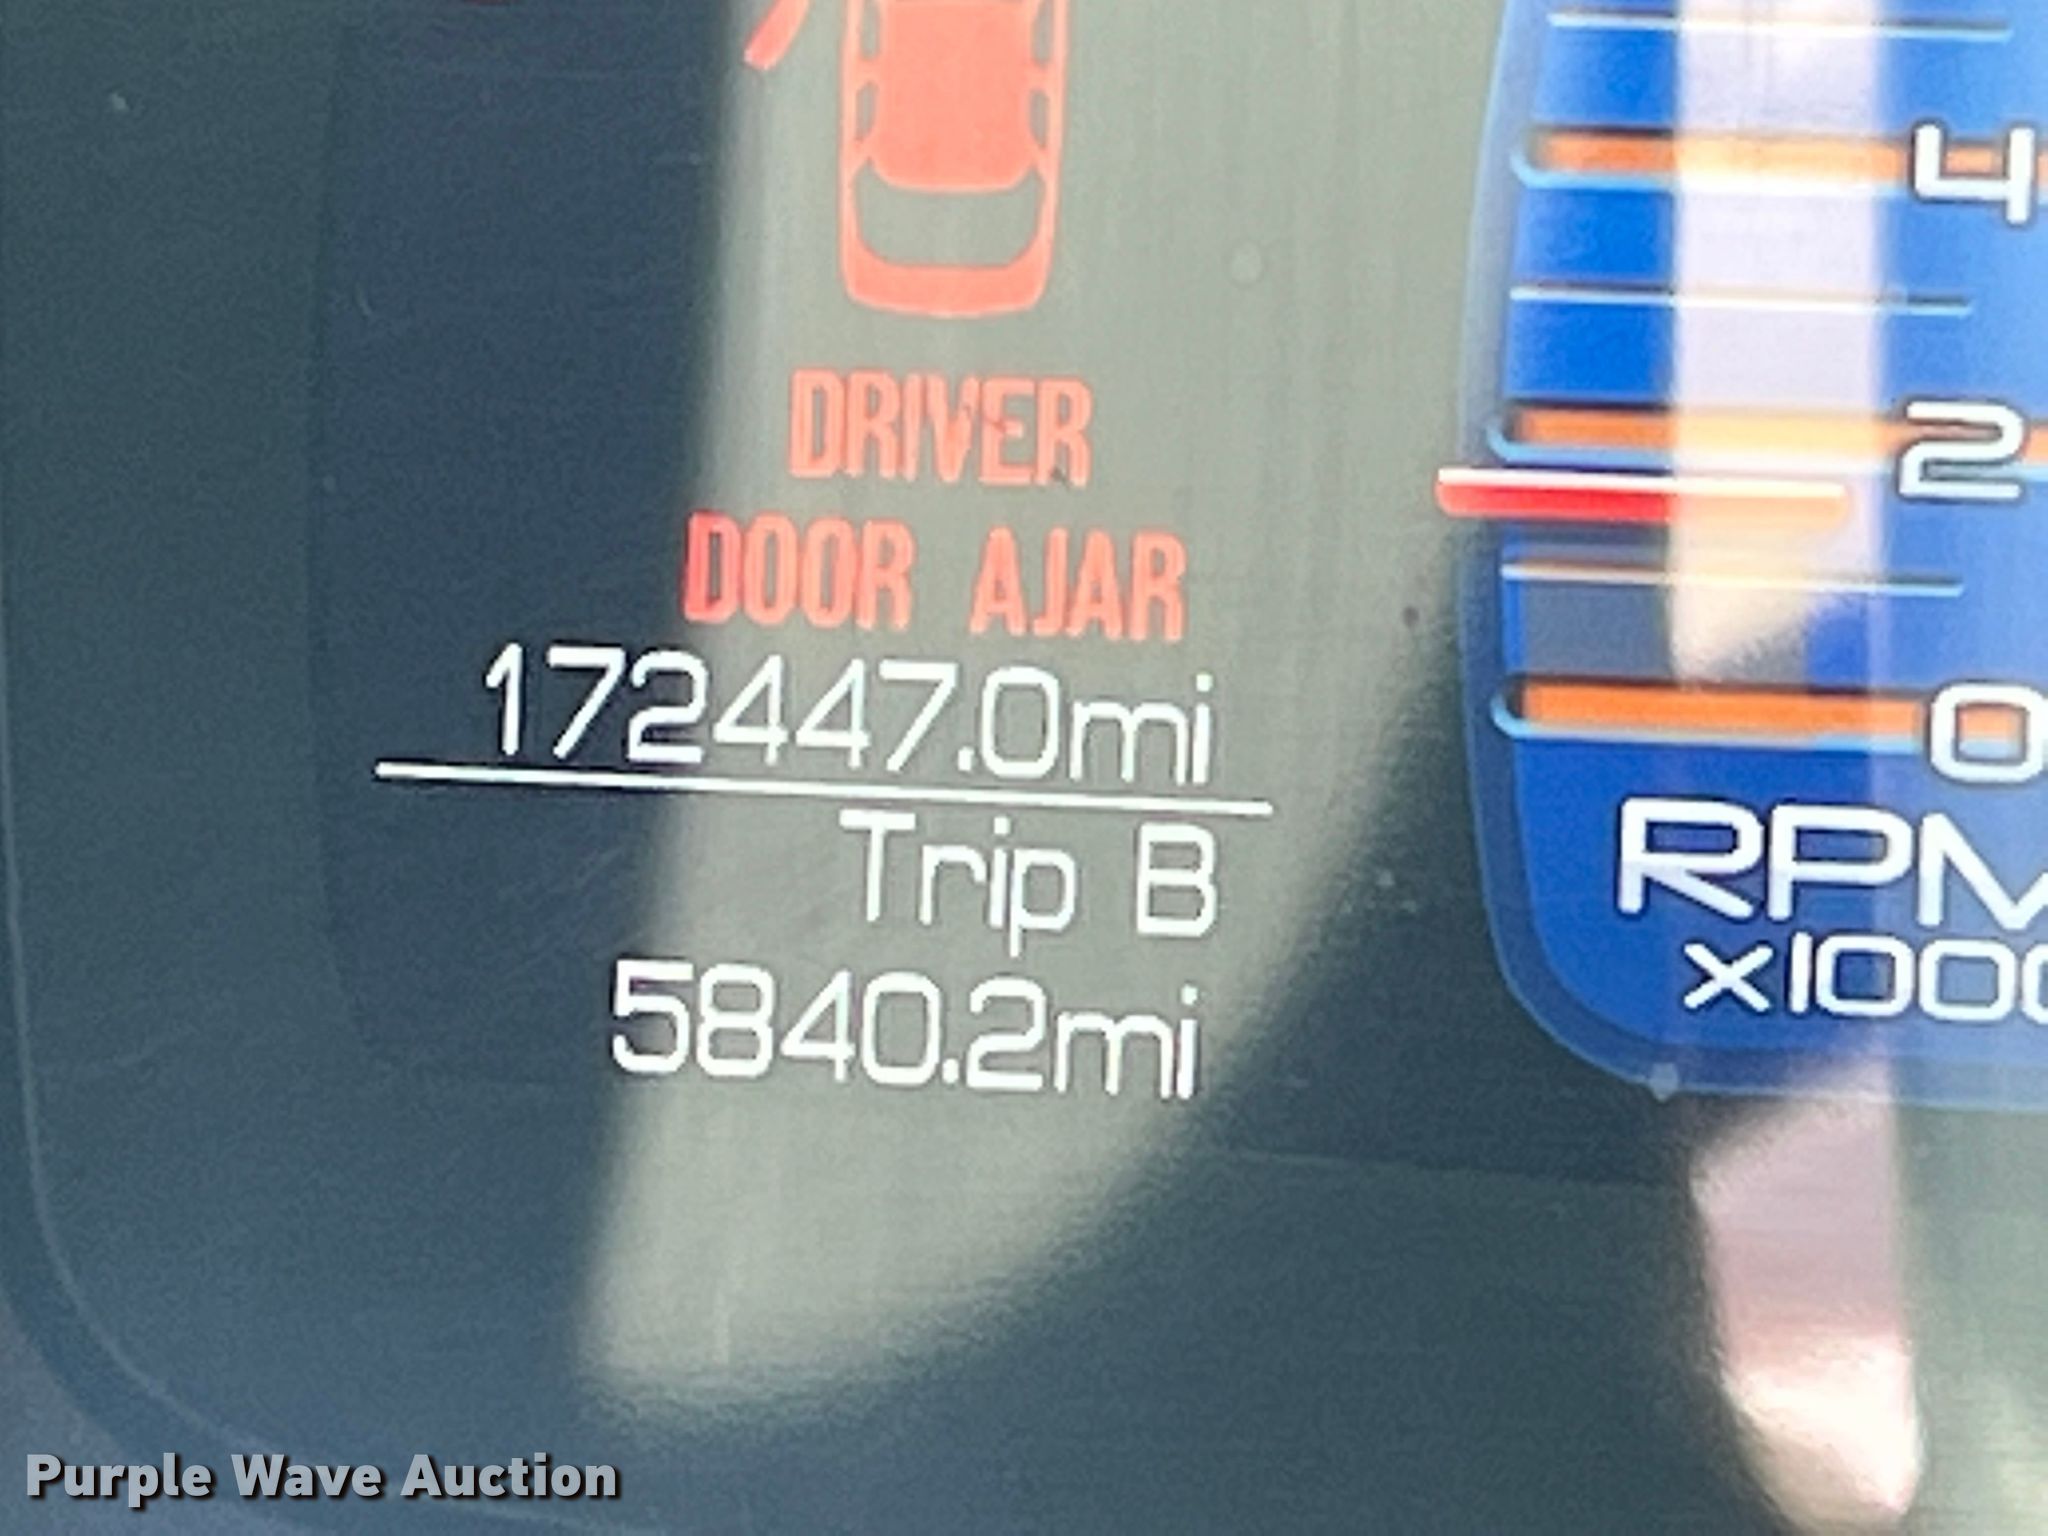 4
2
0
DRIVER
DOOR AJAR
172447.0mi
Trip B
5840.2mi
RPM
x1000
Purple Wave Auction